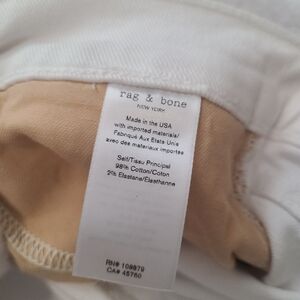 rag & bone
NEW YORK
Made in the USA
with imported materials/
Fabriqué Aux États Unis
avec des matériaux importés
Self/Tissu Principal
98% Cotton/Coton
2% Elastane/Élasthanne
RN# 109879
CA# 45760